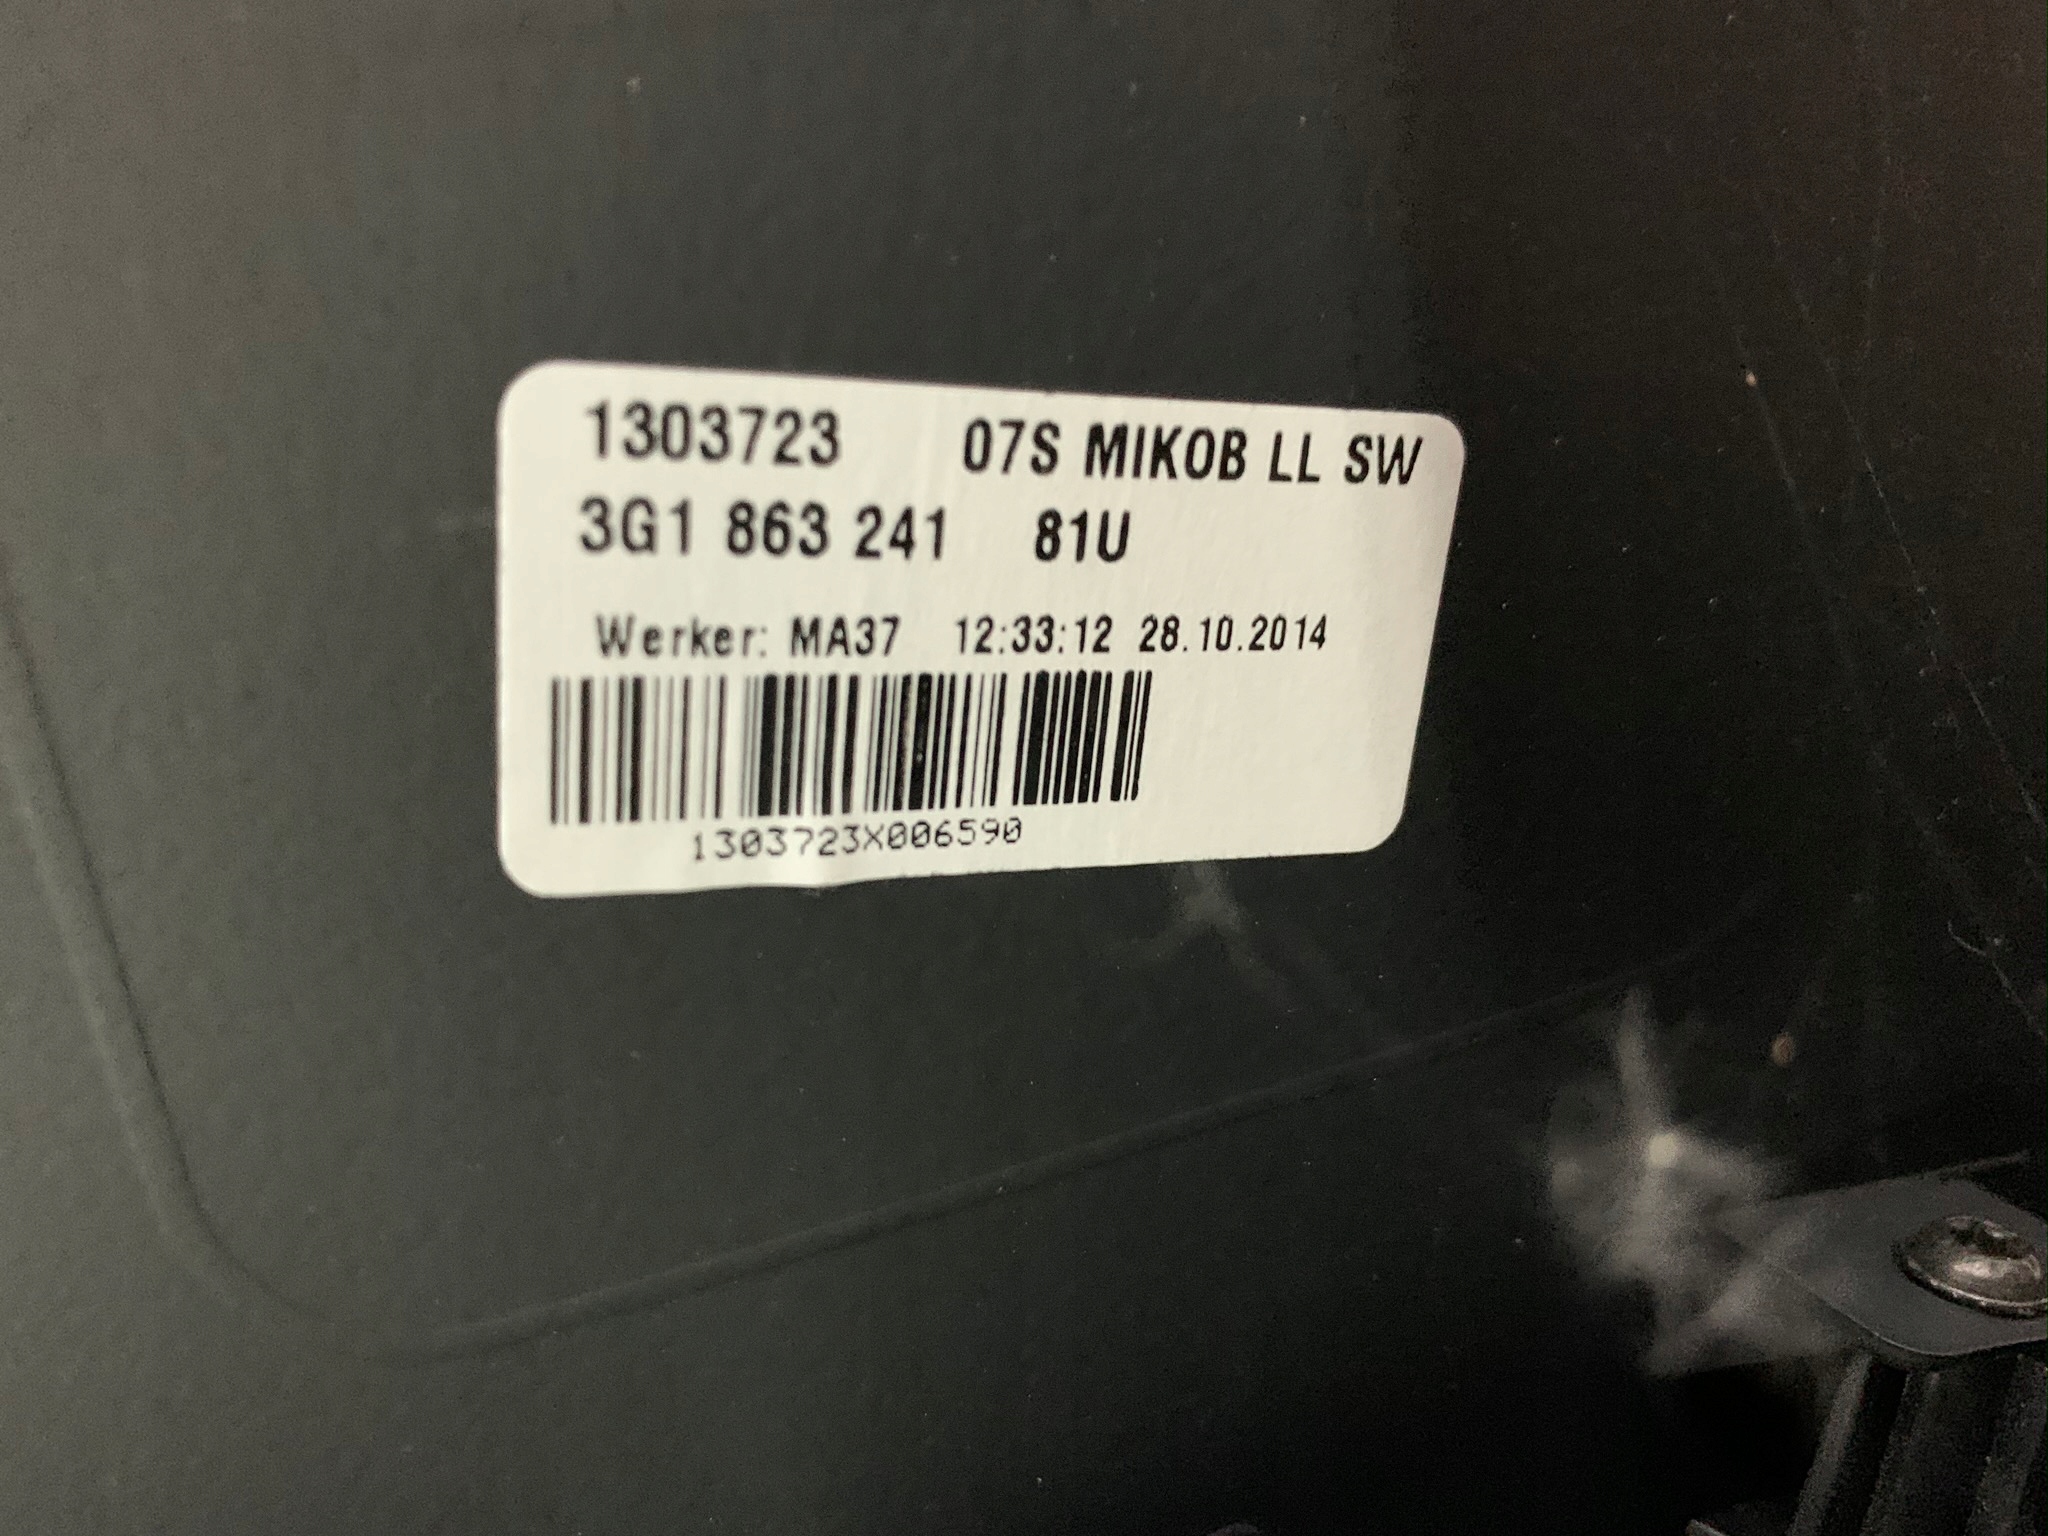 1303723 07S MIKOB LL SW
3G1 863 241 81U
Werker: MA37 12:33:12 28.10.2014
1303723X006590